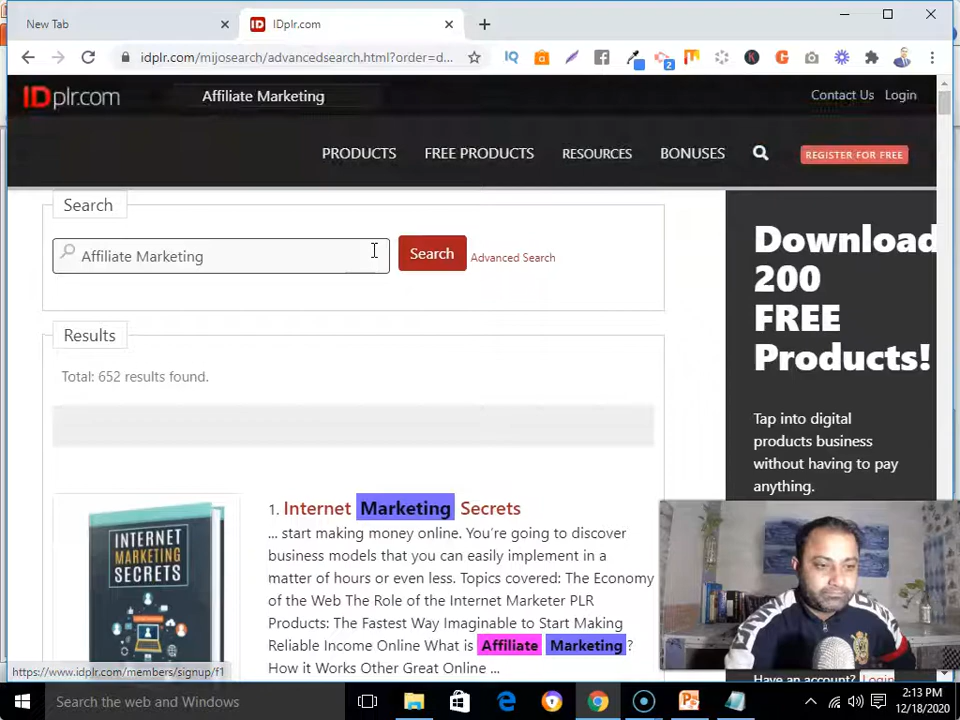 New Tab
IDplr.com
idplr.com/mijosearch/advancedsearch.html?order=d...
IDplr.com
Affiliate Marketing
Contact Us
Login
PRODUCTS
FREE PRODUCTS
RESOURCES
BONUSES
REGISTER FOR FREE
Search
Affiliate Marketing
Search
Advanced Search
Results
Total: 652 results found.
1. Internet Marketing Secrets
... start making money online. You're going to discover
business models that you can easily implement in a
matter of hours or even less. Topics covered: The Economy
of the Web The Role of the Internet Marketer PLR
Products: The Fastest Way Imaginable to Start Making
Reliable Income Online What is Affiliate Marketing?
How it Works Other Great Online ...
INTERNET
MARKETING
SECRETS
Download
200
FREE
Products!
Tap into digital
products business
without having to pay
anything.
Have an account? Login
https://www.idplr.com/members/signup/f1
Search the web and Windows
2:13 PM
12/18/2020